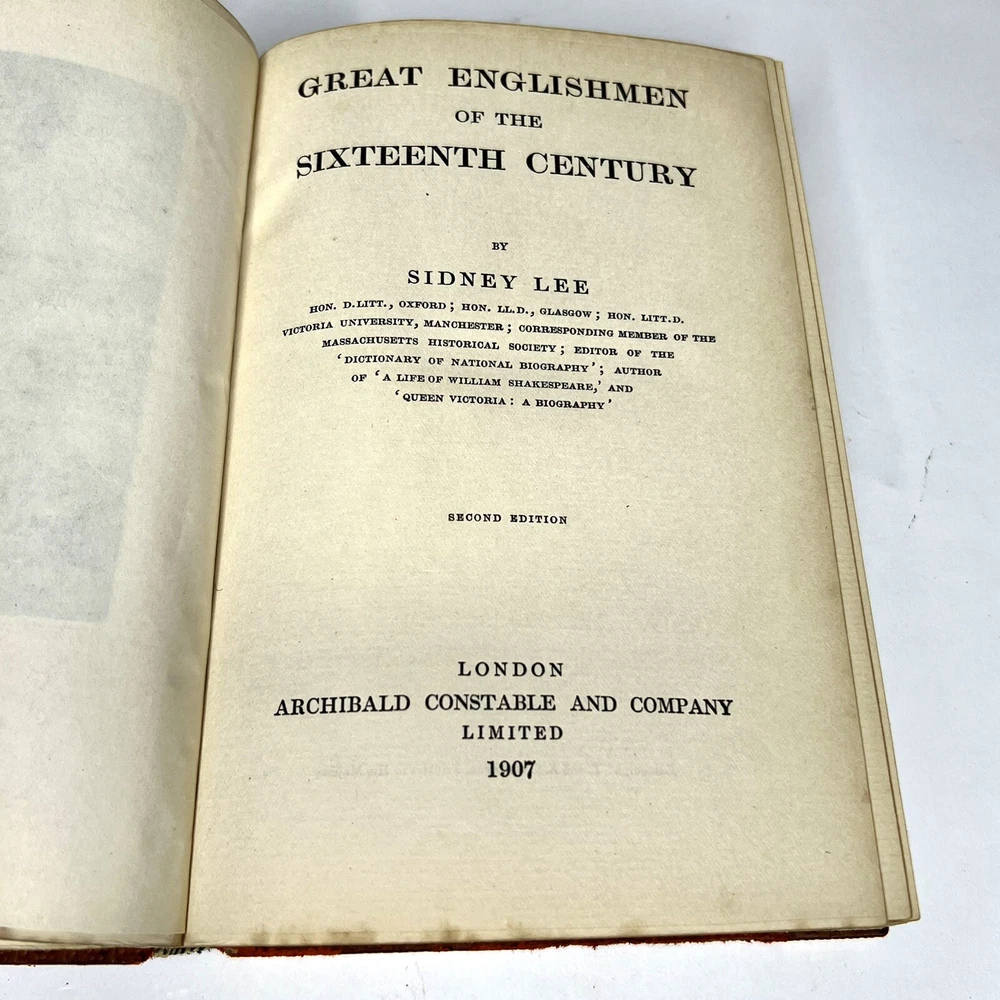 GREAT ENGLISHMEN
OF THE
SIXTEENTH CENTURY
BY
SIDNEY LEE
HON. D.LITT., OXFORD; HON. LL.D., GLASGOW; HON. LITT.D.
VICTORIA UNIVERSITY, MANCHESTER; CORRESPONDING MEMBER OF THE
MASSACHUSETTS HISTORICAL SOCIETY; EDITOR OF THE
‘DICTIONARY OF NATIONAL BIOGRAPHY’; AUTHOR
OF ‘A LIFE OF WILLIAM SHAKESPEARE,’ AND
‘QUEEN VICTORIA: A BIOGRAPHY’
SECOND EDITION
LONDON
ARCHIBALD CONSTABLE AND COMPANY
LIMITED
1907